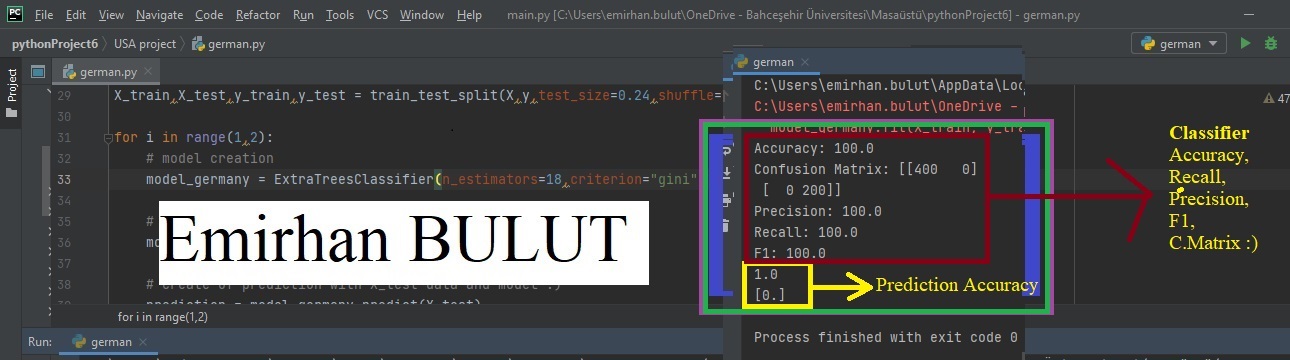 PC File Edit View Navigate Code Refactor Run Tools VCS Window Help main.py [C:\Users\emirhan.bulut\OneDrive - Bahçeşehir Üniversitesi\Masaüstü\pythonProject6] - german.py
pythonProject6 USA project german.py german
Project
german.py
29 X_train,X_test,y_train,y_test = train_test_split(X,y,test_size=0.24,shuffle=
30
31 for i in range(1,2):
32 # model creation
33 model_germany = ExtraTreesClassifier(n_estimators=18,criterion="gini"
34
35 #
36 mo
37
38 # create of prediction with X_test data and model :)
39 prediction = model_germany.predict(X_test)
Emirhan BULUT
for i in range(1,2)
Run: german
german
C:\Users\emirhan.bulut\AppData\Loc
C:\Users\emirhan.bulut\OneDrive -
model_germany.fit(X_train, y_tra
Accuracy: 100.0
Confusion Matrix: [[400 0]
[ 0 200]]
Precision: 100.0
Recall: 100.0
F1: 100.0
1.0
[0.]
Prediction Accuracy
Process finished with exit code 0
47
Classifier
Accuracy,
Recall,
Precision,
F1,
C.Matrix :)